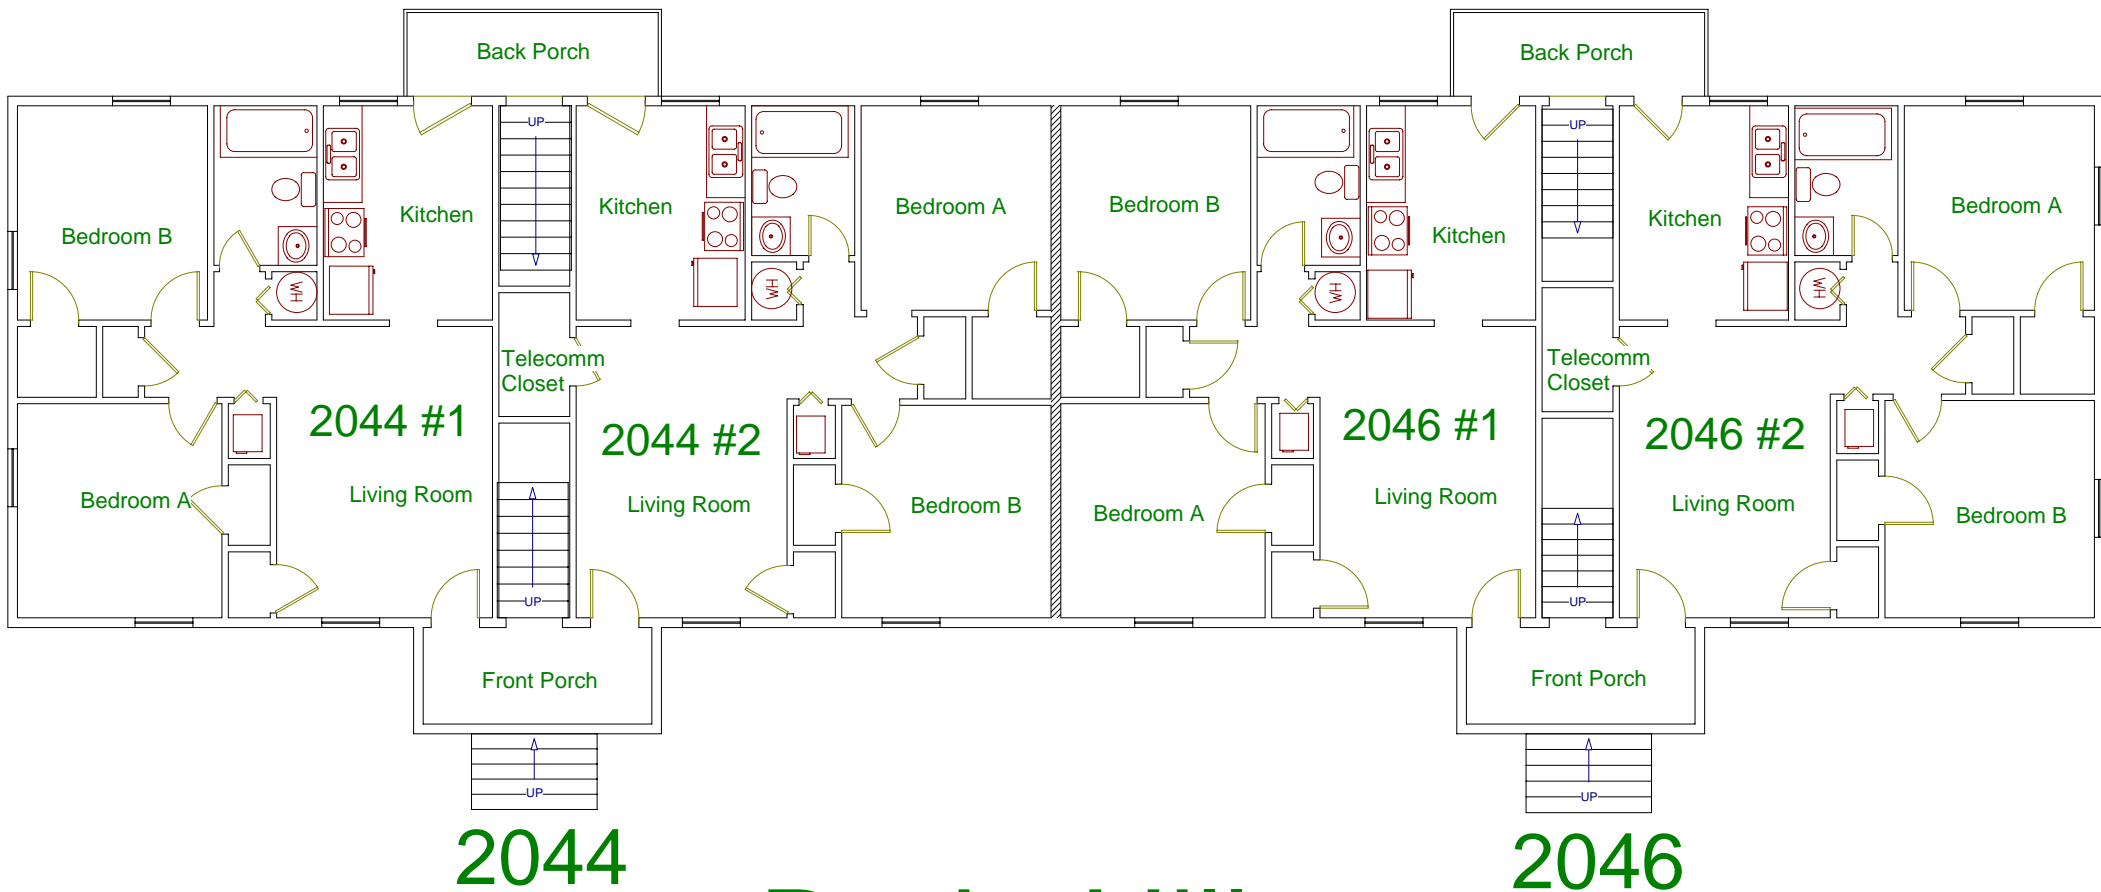 Back Porch
Back Porch
UP
UP
Bedroom B
Kitchen
Kitchen
Bedroom A
Bedroom B
Kitchen
Kitchen
Bedroom A
WH
WH
WH
WH
Telecomm
Closet
Telecomm
Closet
2044 #1
2044 #2
2046 #1
2046 #2
Bedroom A
Living Room
Living Room
Bedroom B
Bedroom A
Living Room
Living Room
Bedroom B
UP
UP
Front Porch
Front Porch
UP
UP
2044
2046